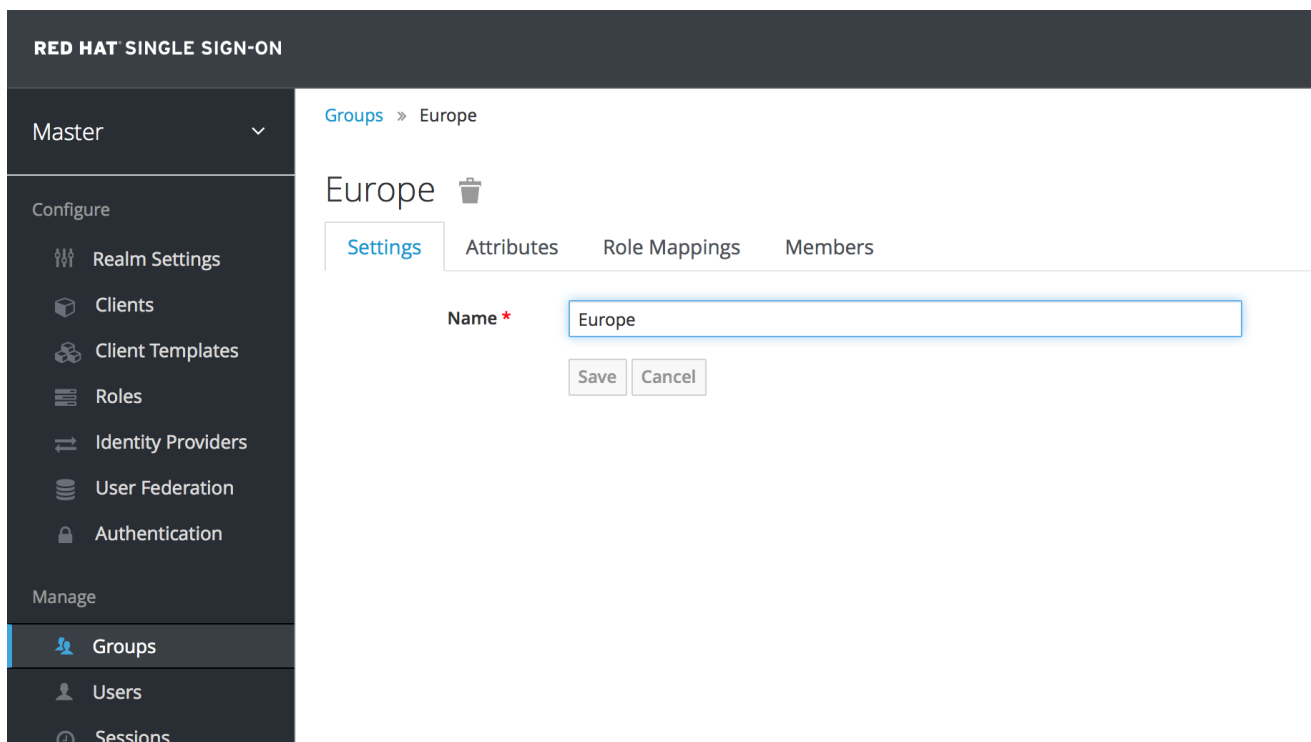 RED HAT SINGLE SIGN-ON
Master
Configure
Realm Settings
Clients
Client Templates
Roles
Identity Providers
User Federation
Authentication
Manage
Groups
Users
Sessions
Groups » Europe
Europe
Settings Attributes Role Mappings Members
Name * Europe
Save Cancel